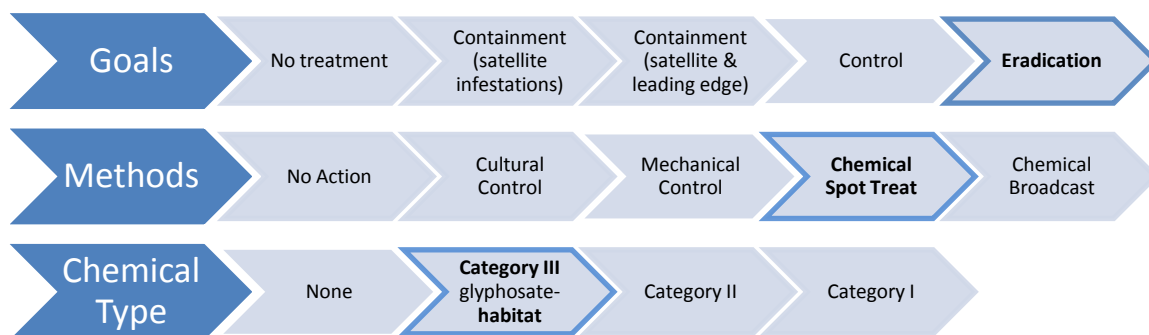 Goals
No treatment
Containment
(satellite
infestations)
Containment
(satellite &
leading edge)
Control
Eradication
Methods
No Action
Cultural
Control
Mechanical
Control
Chemical
Spot Treat
Chemical
Broadcast
Chemical
Type
None
Category III
glyphosate-
habitat
Category II
Category I